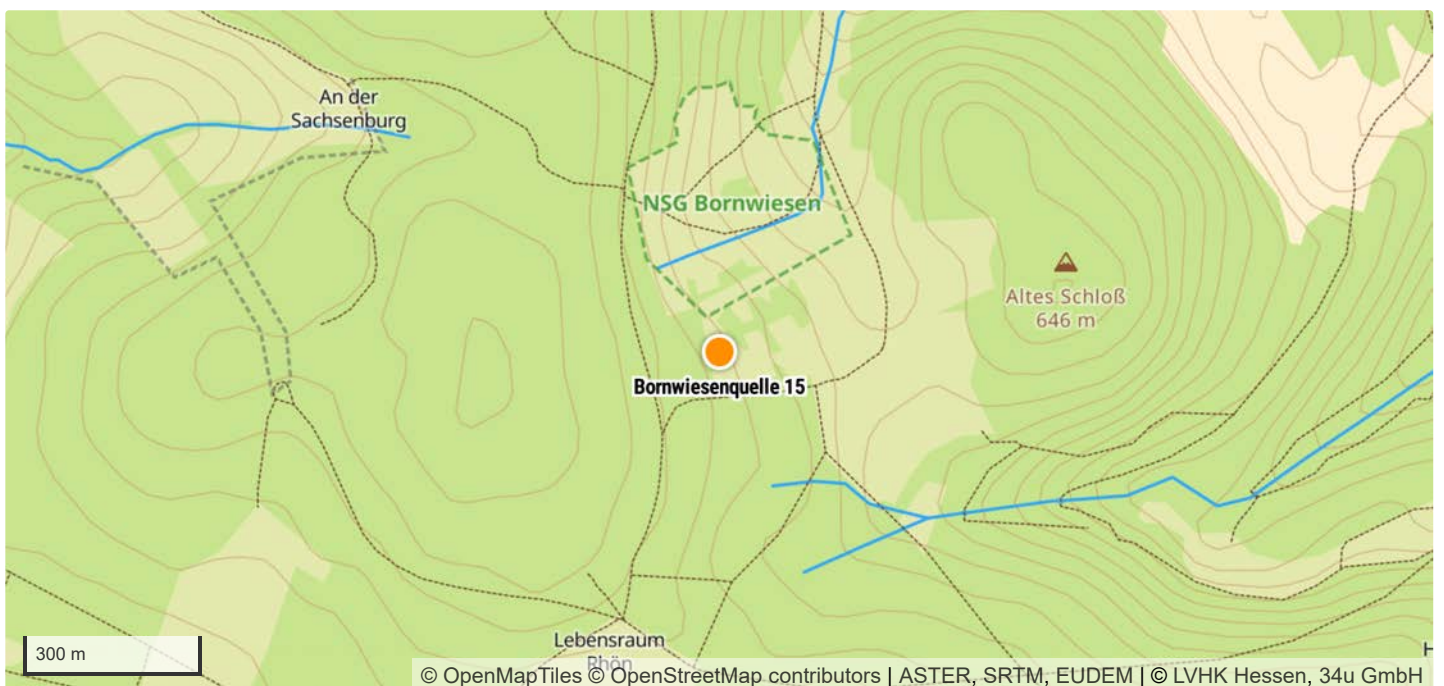 An der
Sachsenburg
NSG Bornwiesen
Altes Schloß
646 m
Bornwiesenquelle 15
Lebensraum
Rhön
H
300 m
© OpenMapTiles © OpenStreetMap contributors | ASTER, SRTM, EUDEM | © LVHK Hessen, 34u GmbH